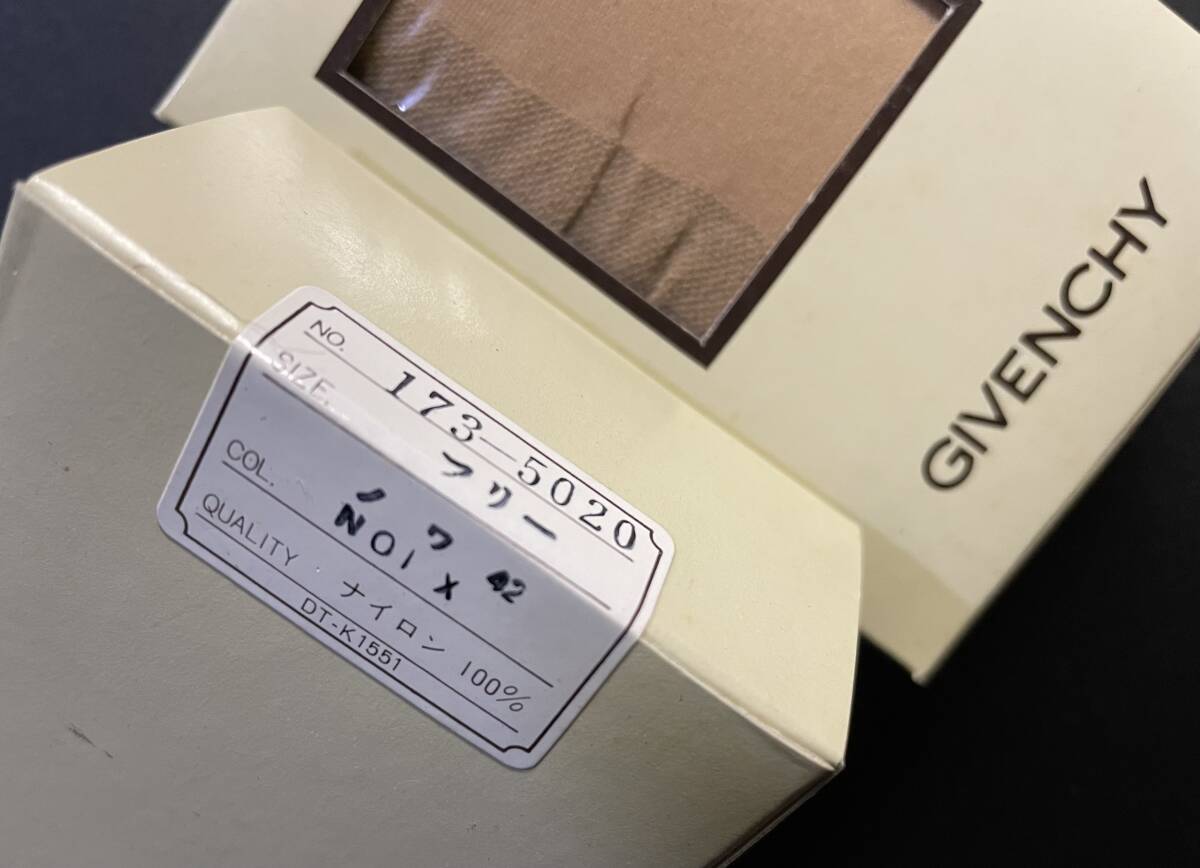 GIVENCHY
NO. 173-5020
SIZE. フリー
COL. ノワ 42
NOIX
QUALITY ナイロン 100%
DT-K1551